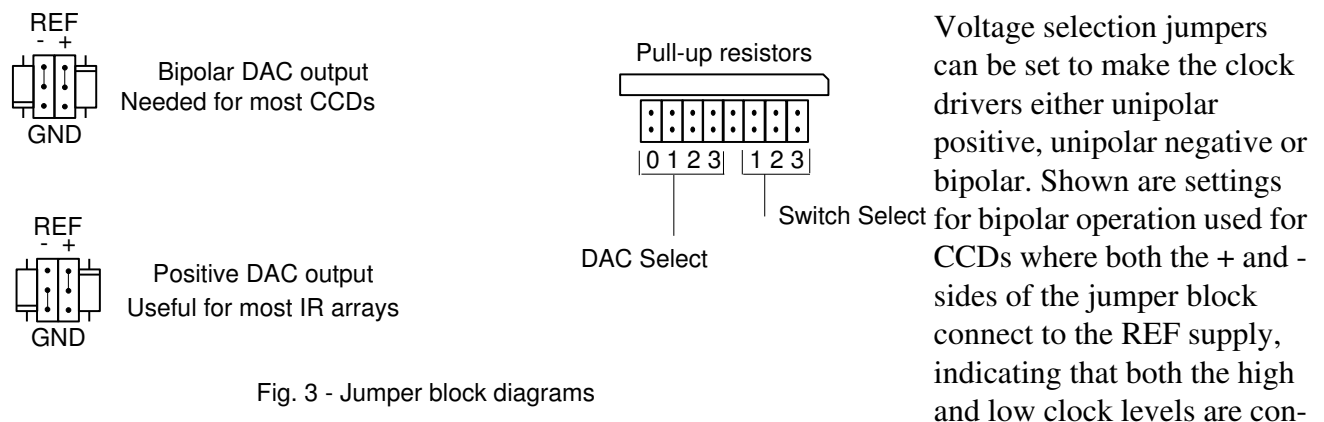 REF
- +
Bipolar DAC output
Needed for most CCDs
GND
REF
- +
Positive DAC output
Useful for most IR arrays
GND
Pull-up resistors
0 1 2 3 1 2 3
Switch Select
DAC Select
Fig. 3 - Jumper block diagrams
Voltage selection jumpers
can be set to make the clock
drivers either unipolar
positive, unipolar negative or
bipolar. Shown are settings
for bipolar operation used for
CCDs where both the + and -
sides of the jumper block
connect to the REF supply,
indicating that both the high
and low clock levels are con-